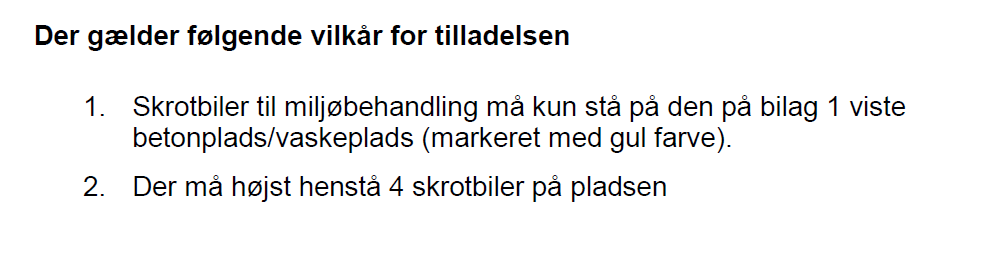 Der gælder følgende vilkår for tilladelsen
1. Skrotbiler til miljøbehandling må kun stå på den på bilag 1 viste
betonplads/vaskeplads (markeret med gul farve).
2. Der må højst henstå 4 skrotbiler på pladsen